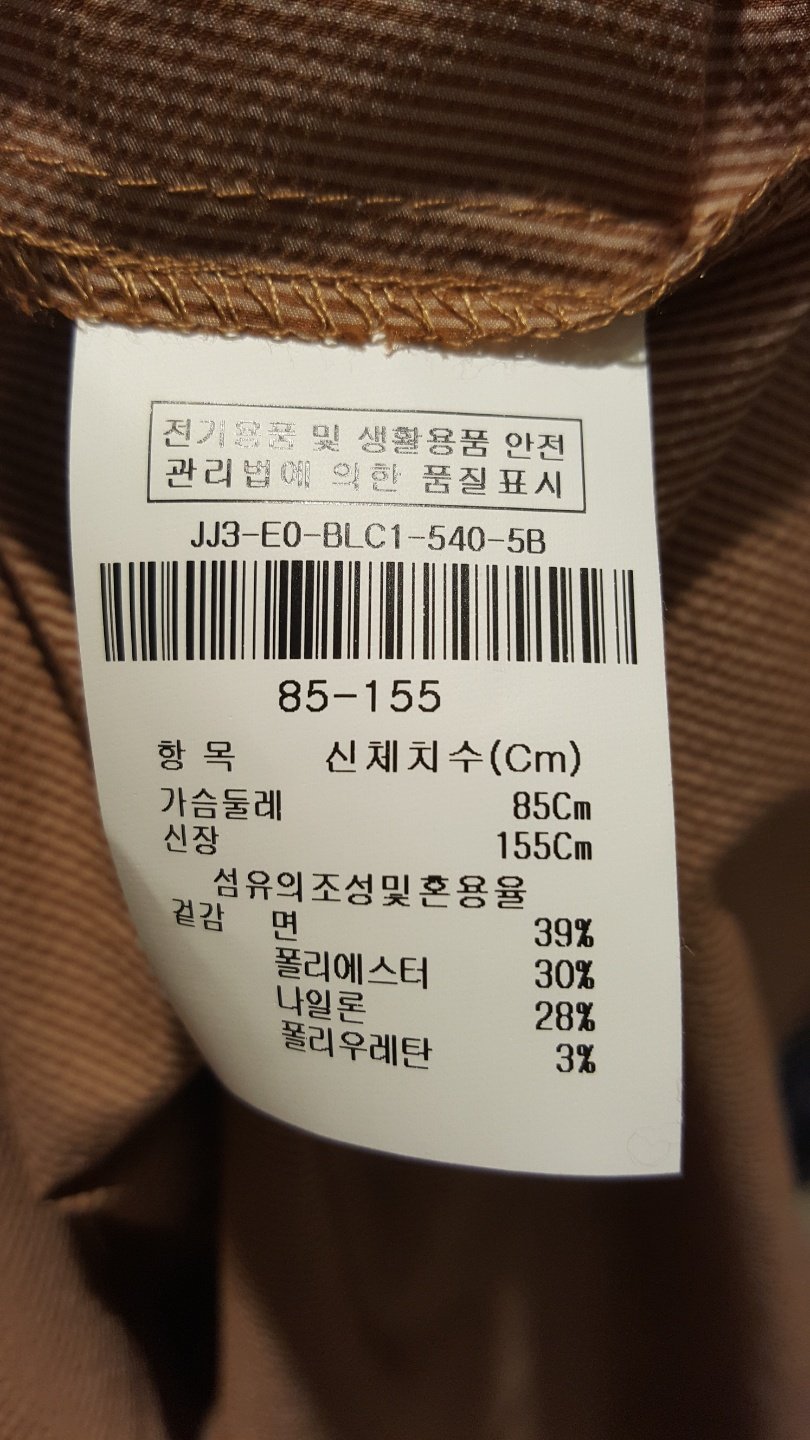 전기용품 및 생활용품 안전
관리법에 의한 품질표시
JJ3-E0-BLC1-540-5B
85-155
항 목 신체치수(Cm)
가슴둘레 85Cm
신장 155Cm
섬유의조성및혼용율
겉감 면 39%
폴리에스터 30%
나일론 28%
폴리우레탄 3%